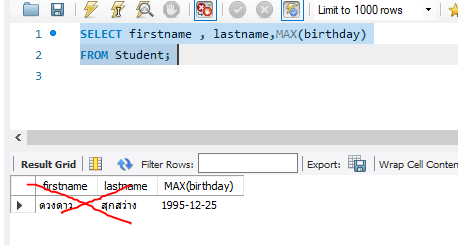 Limit to 1000 rows
1 SELECT firstname , lastname,MAX(birthday)
2 FROM Student;
3
Result Grid Filter Rows: Export: Wrap Cell Conten
firstname lastname MAX(birthday)
ดวงดาว สุกสว่าง 1995-12-25